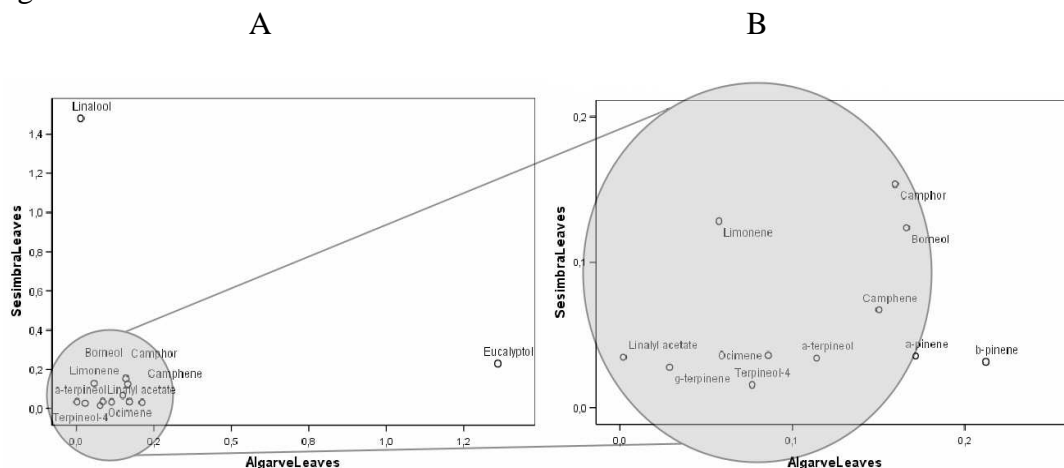 A
B
Linalool
1,4
1,2
1,0
0,8
0,6
0,4
0,2
0,0
SesimbraLeaves
Borneol Camphor
Limonene Camphene
a-terpineol Linalyl acetate
Terpineol-4 Ocimene
Eucalyptol
0,0 0,2 0,5 0,8 1,0 1,2
AlgarveLeaves
0,2
0,1
0,0
SesimbraLeaves
Camphor
Limonene
Borneol
Camphene
Linalyl acetate
Ocimene
a-terpineol
a-pinene
b-pinene
g-terpinene
Terpineol-4
0,0 0,1 0,2
AlgarveLeaves